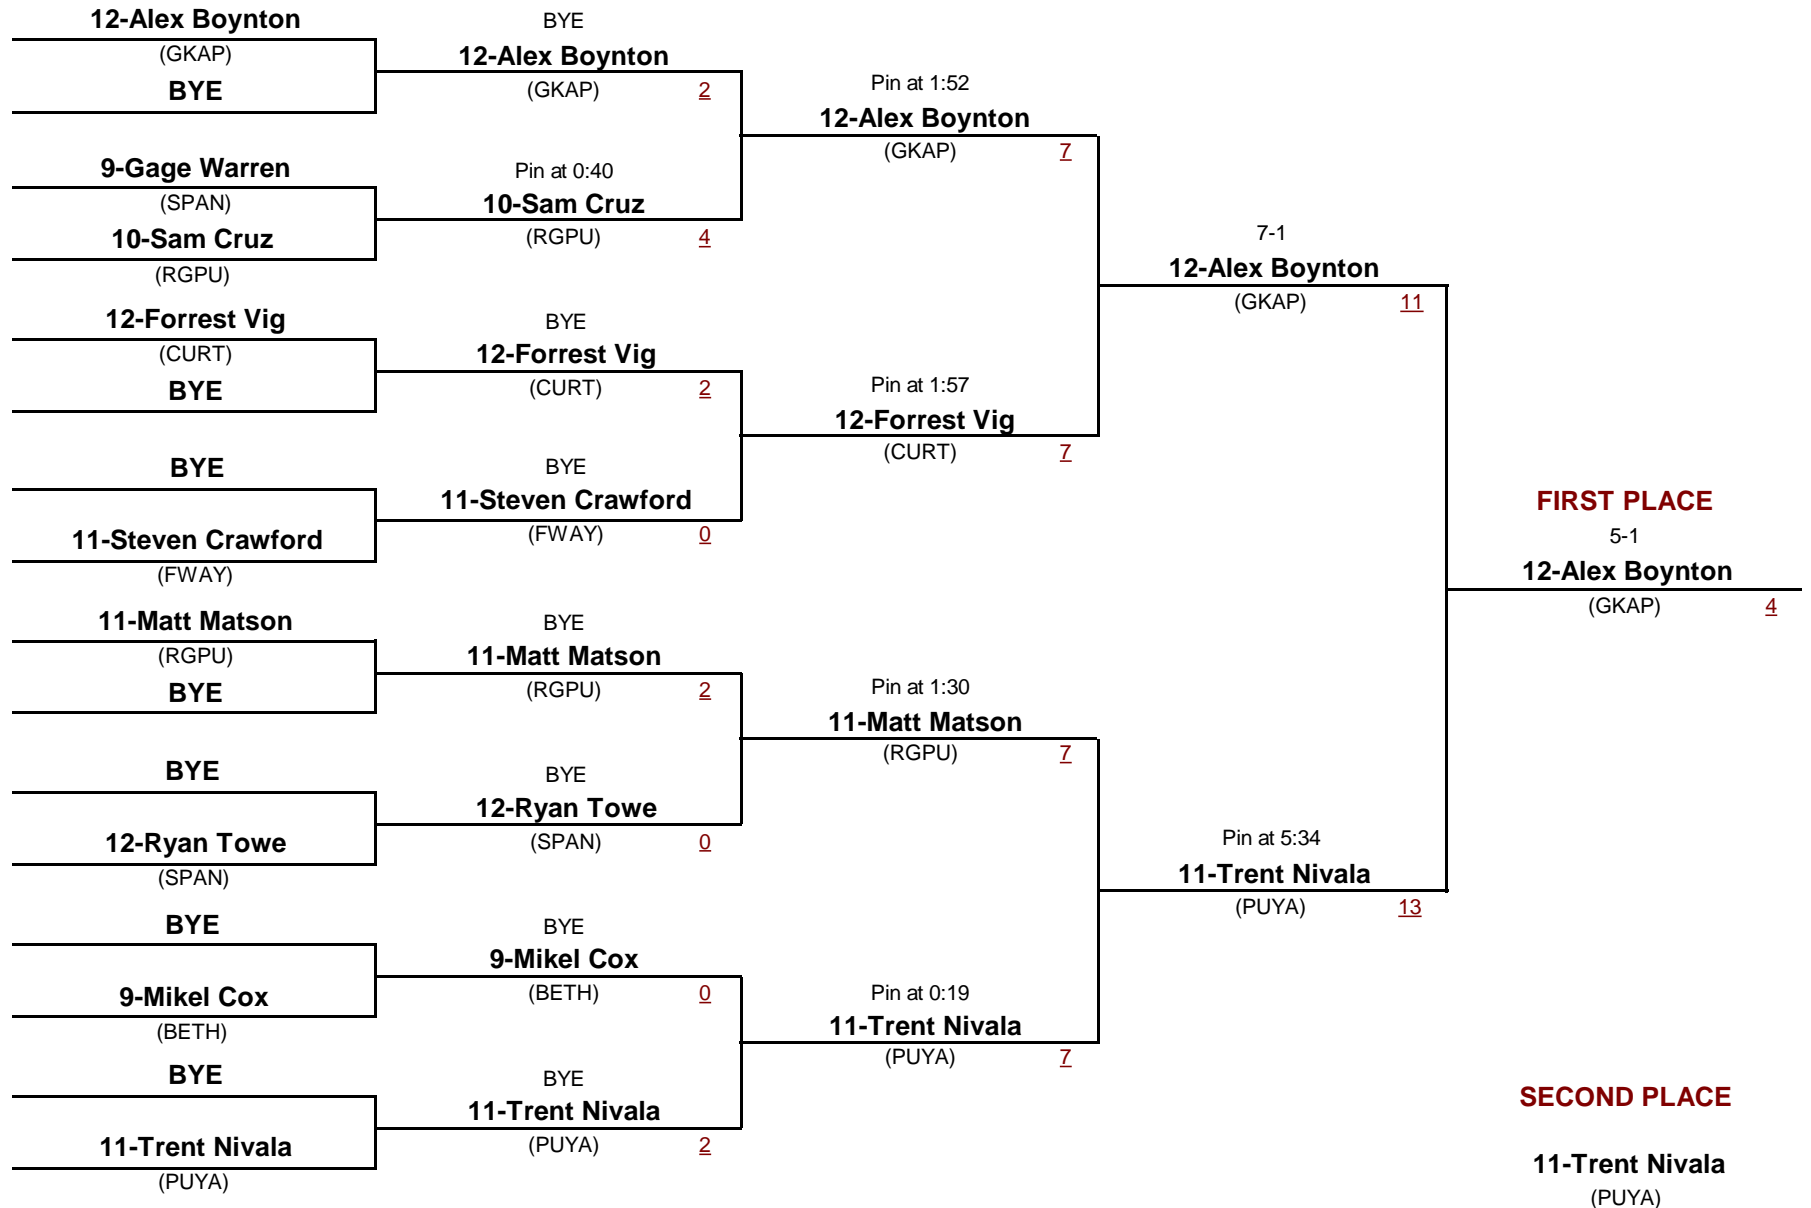 12-Alex Boynton
(GKAP)
BYE
9-Gage Warren
(SPAN)
10-Sam Cruz
(RGPU)
12-Forrest Vig
(CURT)
BYE
BYE
11-Steven Crawford
(FWAY)
11-Matt Matson
(RGPU)
BYE
BYE
12-Ryan Towe
(SPAN)
BYE
9-Mikel Cox
(BETH)
BYE
11-Trent Nivala
(PUYA)
BYE
12-Alex Boynton
(GKAP) 2
Pin at 0:40
10-Sam Cruz
(RGPU) 4
BYE
12-Forrest Vig
(CURT) 2
BYE
11-Steven Crawford
(FWAY) 0
BYE
11-Matt Matson
(RGPU) 2
BYE
12-Ryan Towe
(SPAN) 0
BYE
9-Mikel Cox
(BETH) 0
BYE
11-Trent Nivala
(PUYA) 2
Pin at 1:52
12-Alex Boynton
(GKAP) 7
Pin at 1:57
12-Forrest Vig
(CURT) 7
Pin at 1:30
11-Matt Matson
(RGPU) 7
Pin at 0:19
11-Trent Nivala
(PUYA) 7
7-1
12-Alex Boynton
(GKAP) 11
Pin at 5:34
11-Trent Nivala
(PUYA) 13
FIRST PLACE
5-1
12-Alex Boynton
(GKAP) 4
SECOND PLACE
11-Trent Nivala
(PUYA)